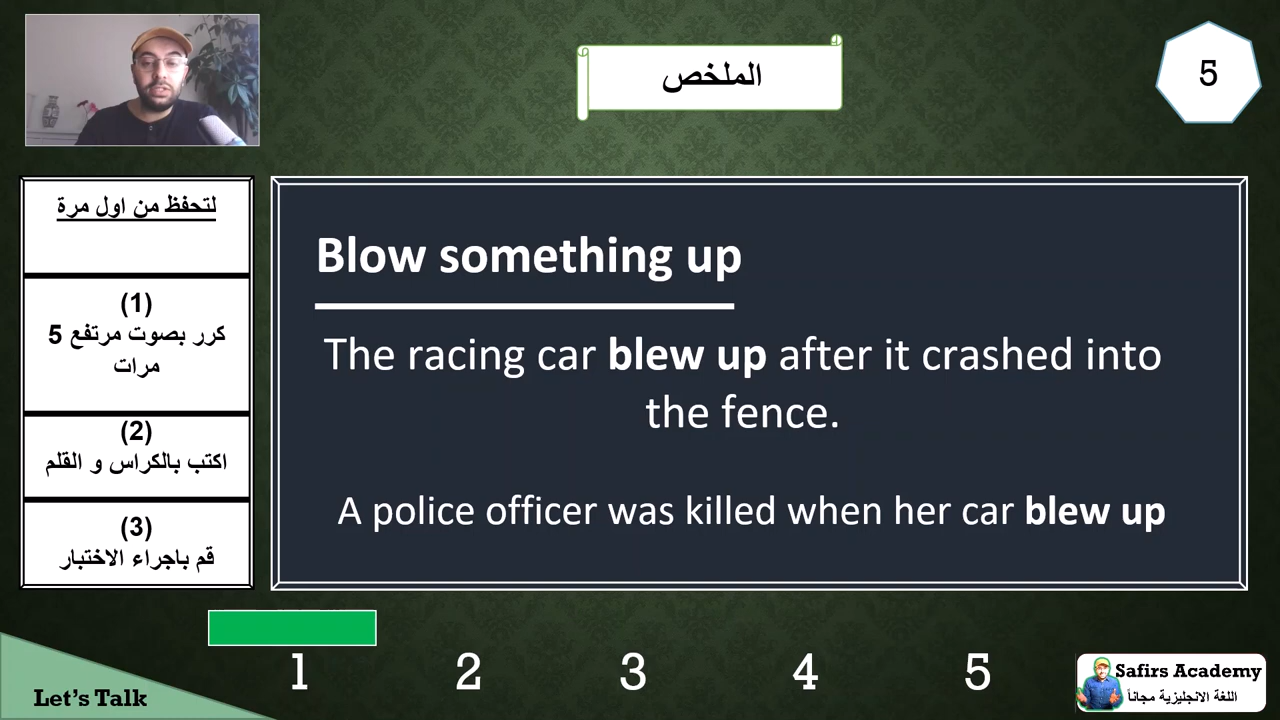 الملخص
5
لتحفظ من اول مرة
(1)
كرر بصوت مرتفع 5
مرات
(2)
اكتب بالكراس و القلم
(3)
قم باجراء الاختبار
Blow something up
The racing car blew up after it crashed into
the fence.
A police officer was killed when her car blew up
1 2 3 4 5
Let's Talk
Safirs Academy
اللغة الانجليزية مجاناً